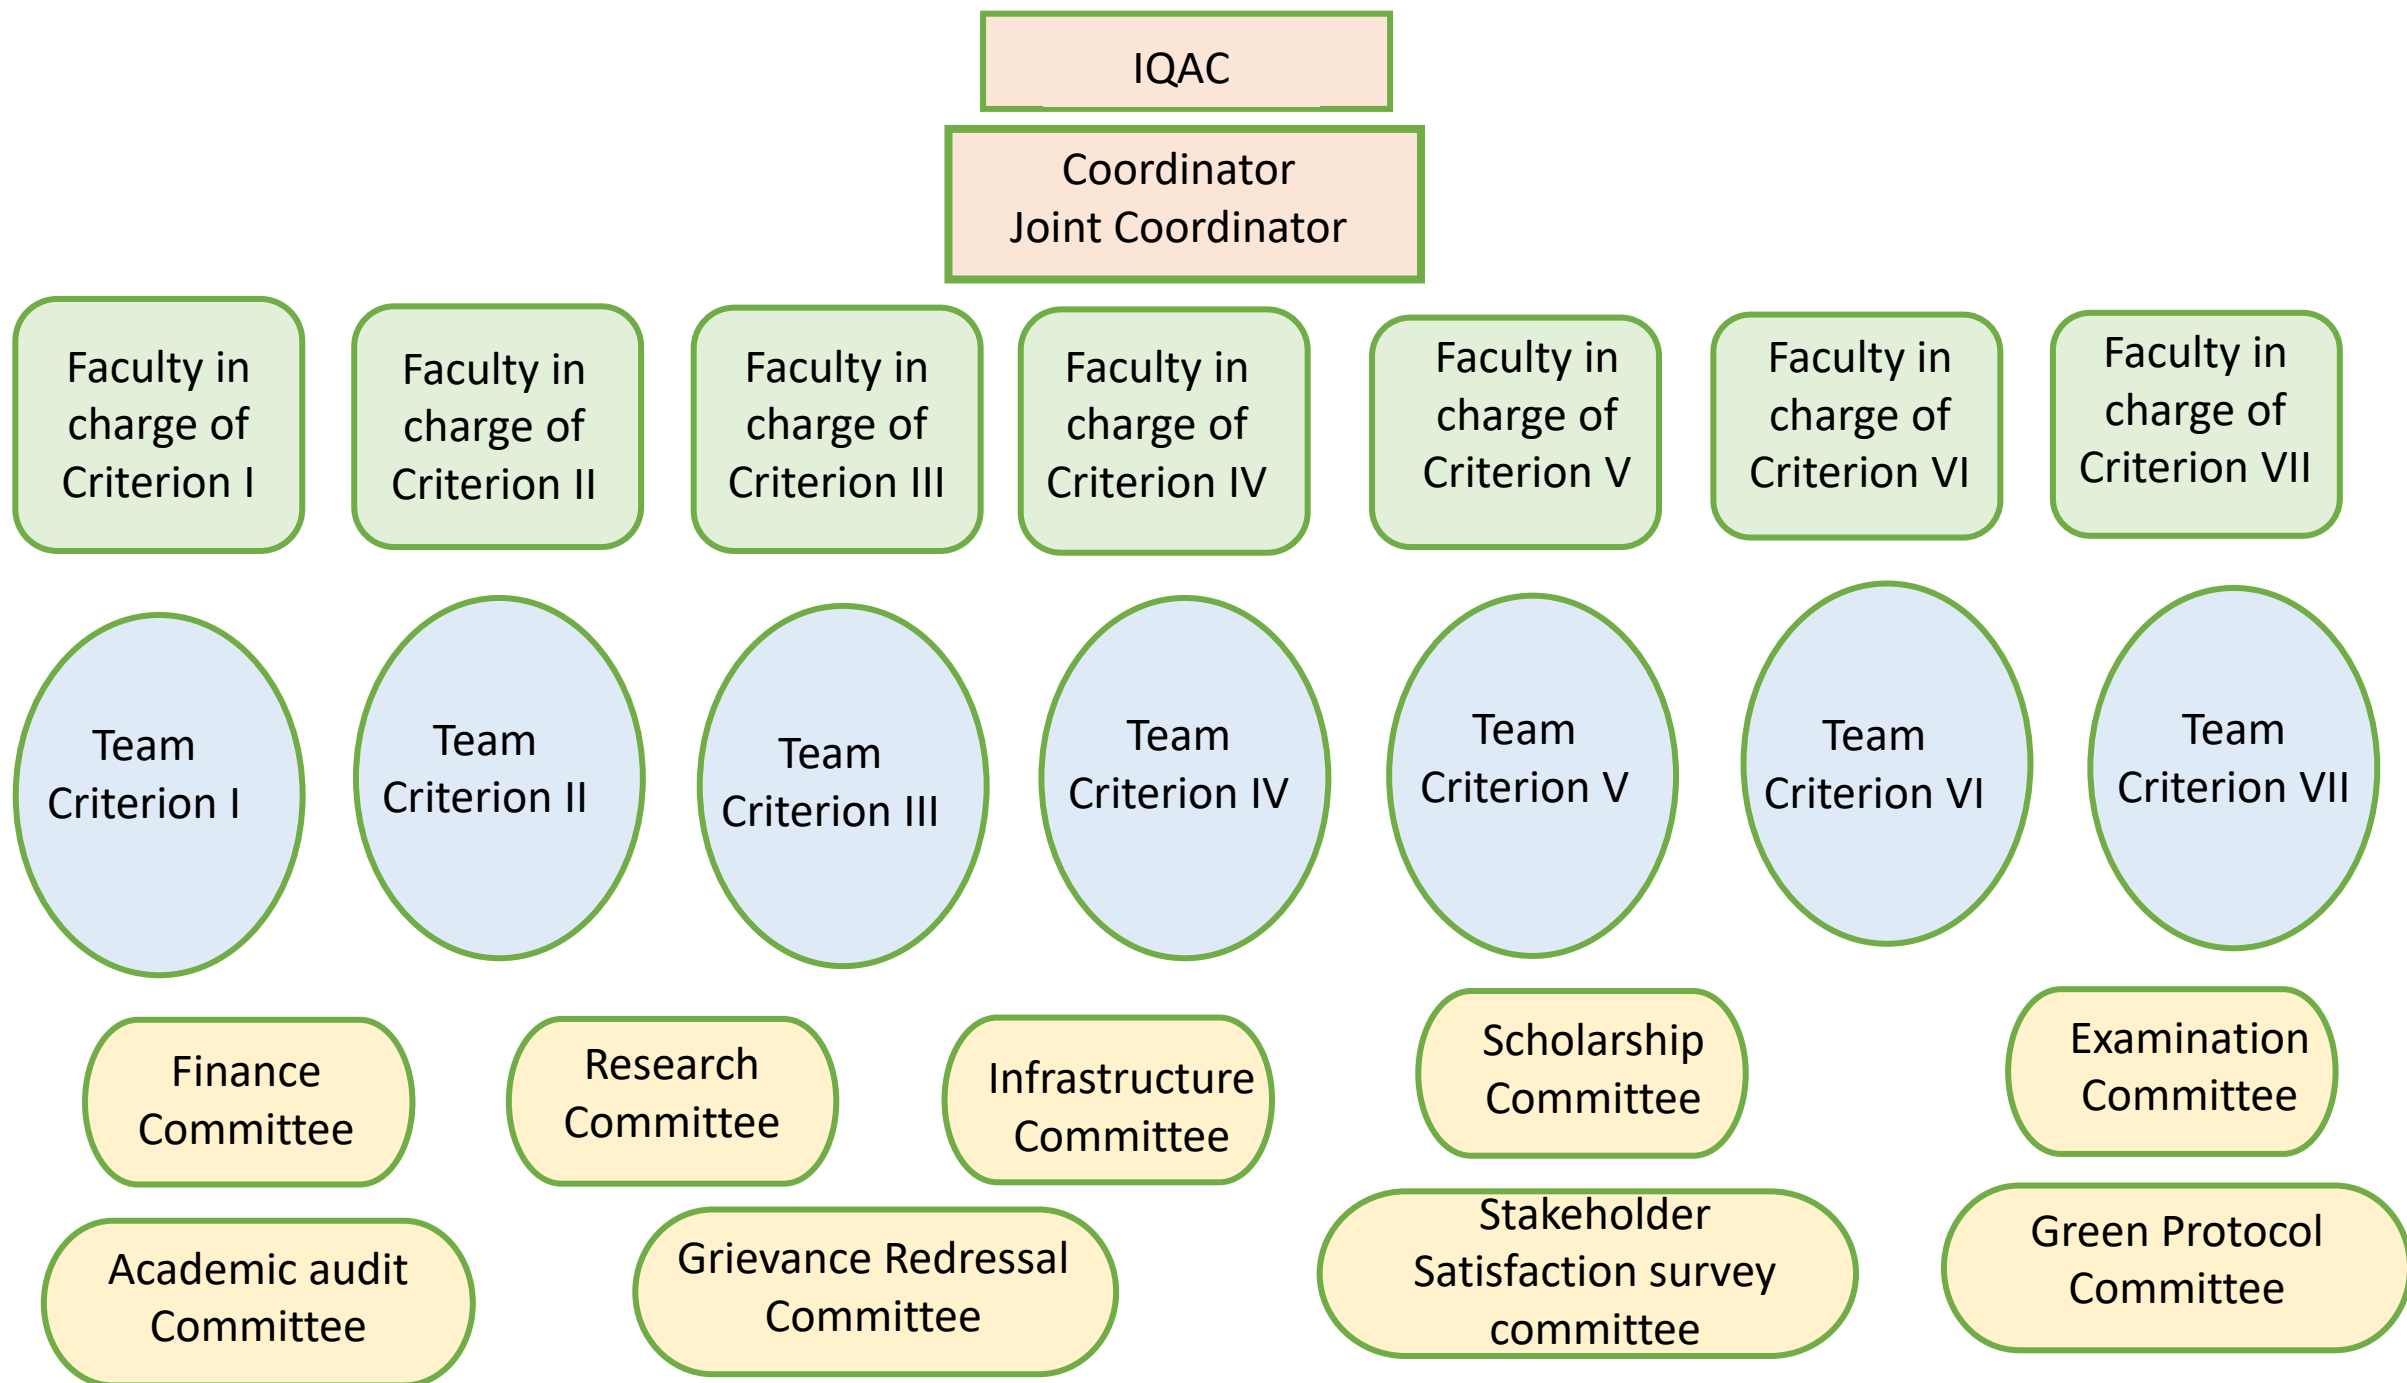 IQAC
Coordinator
Joint Coordinator
Faculty in
charge of
Criterion I
Faculty in
charge of
Criterion II
Faculty in
charge of
Criterion III
Faculty in
charge of
Criterion IV
Faculty in
charge of
Criterion V
Faculty in
charge of
Criterion VI
Faculty in
charge of
Criterion VII
Team
Criterion I
Team
Criterion II
Team
Criterion III
Team
Criterion IV
Team
Criterion V
Team
Criterion VI
Team
Criterion VII
Finance
Committee
Research
Committee
Infrastructure
Committee
Scholarship
Committee
Examination
Committee
Academic audit
Committee
Grievance Redressal
Committee
Stakeholder
Satisfaction survey
committee
Green Protocol
Committee